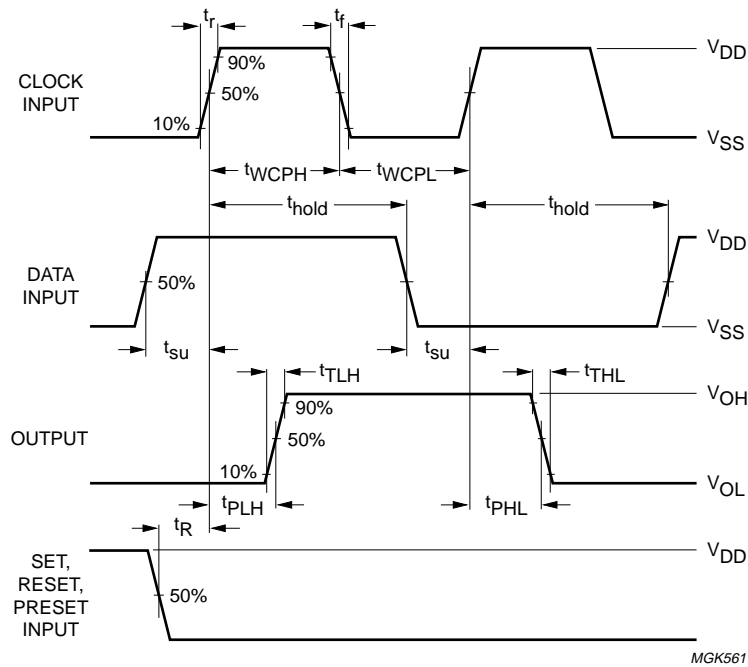 tr
tf
VDD
90%
CLOCK
INPUT
50%
10%
VSS
tWCPH
tWCPL
thold
thold
VDD
DATA
INPUT
50%
VSS
tsu
tsu
tTLH
tTHL
VOH
90%
OUTPUT
50%
10%
VOL
tPLH
tPHL
tR
VDD
SET,
RESET,
PRESET
INPUT
50%
MGK561